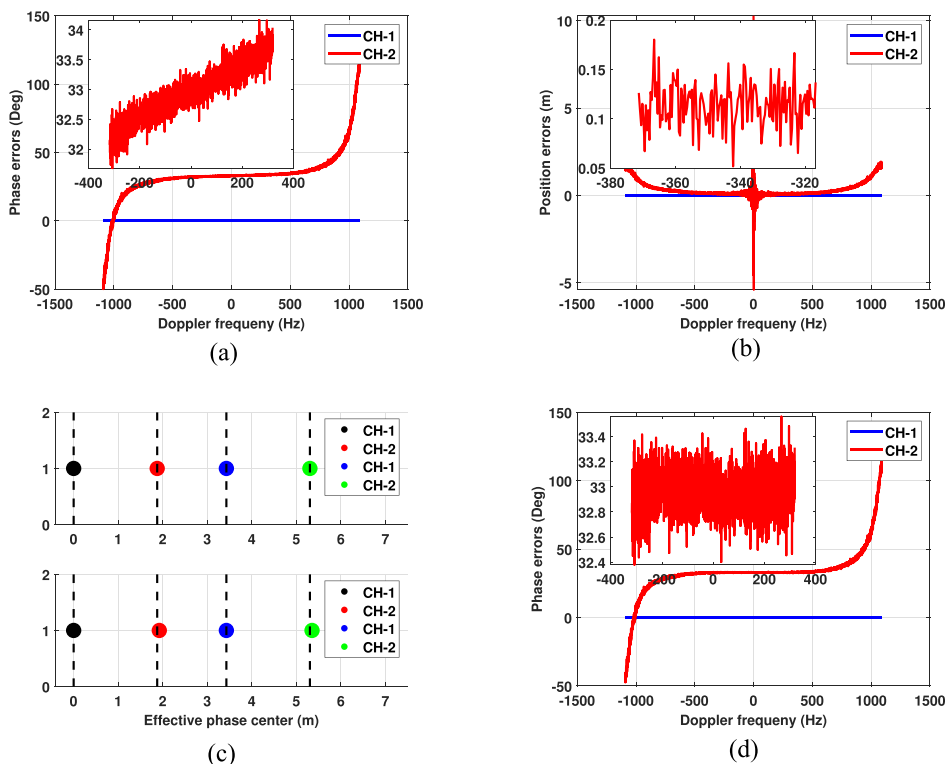 150
100
50
0
-50
-1500
-1000
-500
0
500
1000
1500
Phase errors (Deg)
Doppler frequeny (Hz)
34
33.5
33
32.5
32
-400
-200
0
200
400
CH-1
CH-2
(a)
10
5
0
5
-1500
-1000
-500
0
500
1000
1500
Position errors (m)
Doppler frequeny (Hz)
0.2
0.15
0.1
0.05
-380
-360
-340
-320
CH-1
CH-2
(b)
2
1
0
0 1 2 3 4 5 6 7
CH-1
CH-2
CH-1
CH-2
2
1
0
0 1 2 3 4 5 6 7
CH-1
CH-2
CH-1
CH-2
Effective phase center (m)
(c)
150
100
50
0
-50
-1500
-1000
-500
0
500
1000
1500
Phase errors (Deg)
Doppler frequeny (Hz)
33.4
33.2
33
32.8
32.6
32.4
-400
-200
0
200
400
CH-1
CH-2
(d)